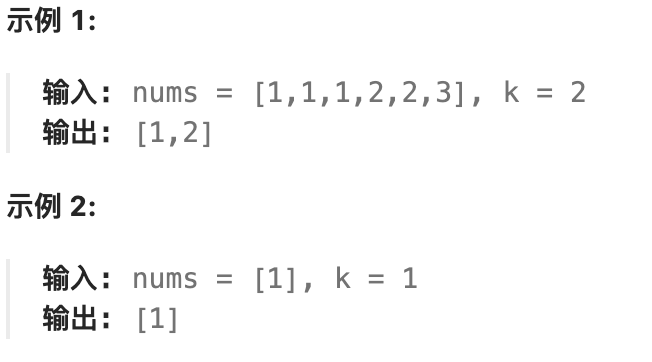 示例 1:
输入: nums = [1,1,1,2,2,3], k = 2
输出: [1,2]
示例 2:
输入: nums = [1], k = 1
输出: [1]